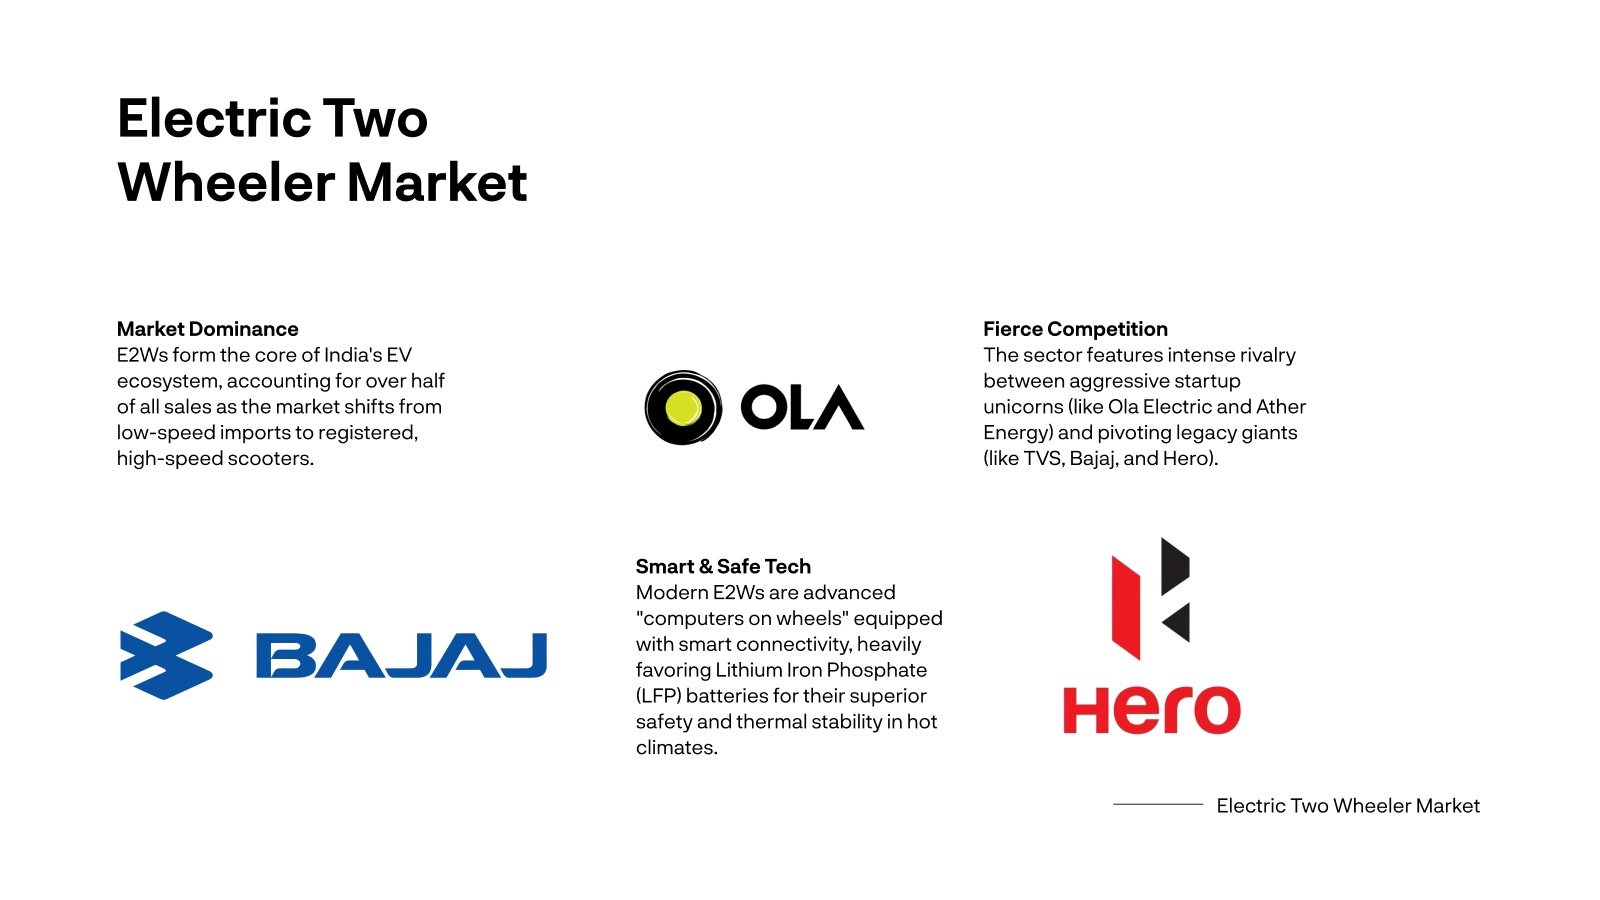 Electric Two
Wheeler Market
Market Dominance
E2Ws form the core of India's EV
ecosystem, accounting for over half
of all sales as the market shifts from
low-speed imports to registered,
high-speed scooters.
OLA
Fierce Competition
The sector features intense rivalry
between aggressive startup
unicorns (like Ola Electric and Ather
Energy) and pivoting legacy giants
(like TVS, Bajaj, and Hero).
BAJAJ
Smart & Safe Tech
Modern E2Ws are advanced
"computers on wheels" equipped
with smart connectivity, heavily
favoring Lithium Iron Phosphate
(LFP) batteries for their superior
safety and thermal stability in hot
climates.
Hero
Electric Two Wheeler Market